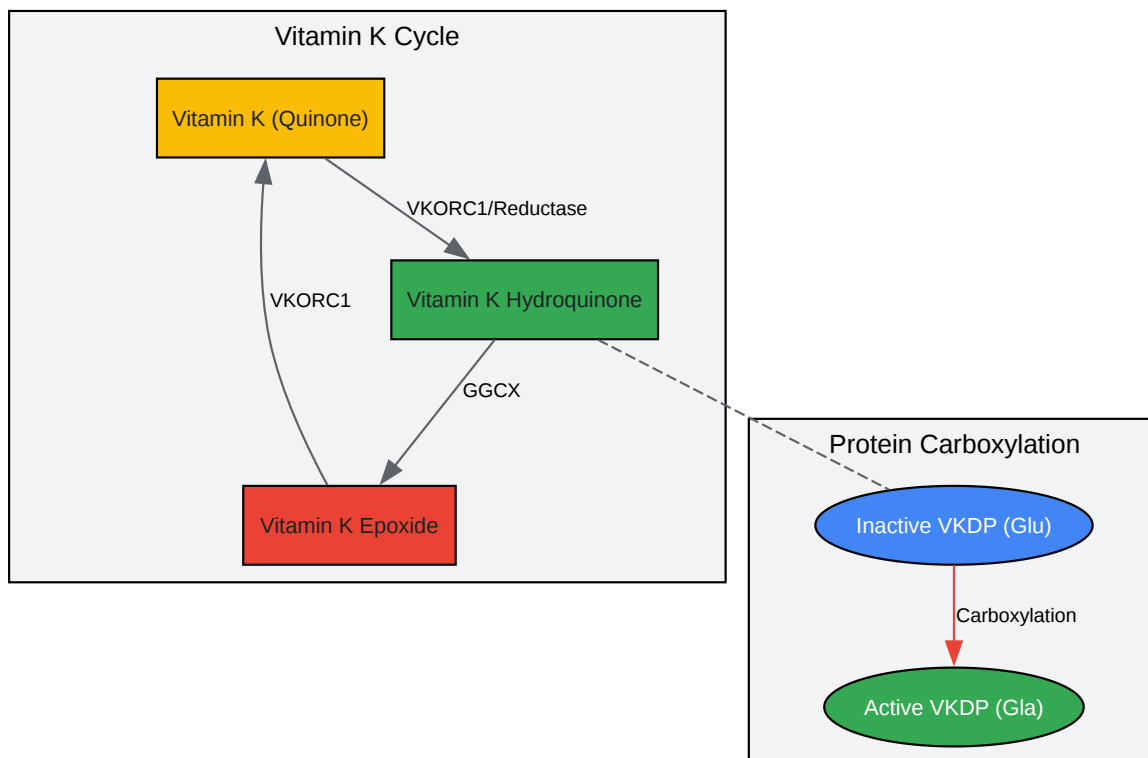 Vitamin K Cycle
Vitamin K (Quinone)
VKORC1/Reductase
VKORC1
Vitamin K Hydroquinone
GGCX
Vitamin K Epoxide
Protein Carboxylation
Inactive VKDP (Glu)
Carboxylation
Active VKDP (Gla)